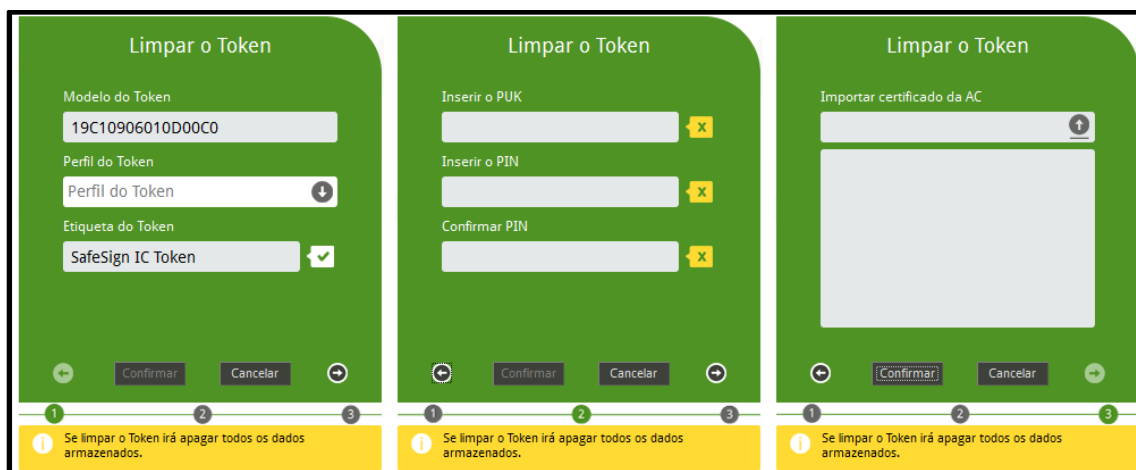 Limpar o Token
Modelo do Token
19C10906010D00C0
Perfil do Token
Perfil do Token
Etiqueta do Token
SafeSign IC Token
Confirmar
Cancelar
1
2
3
Se limpar o Token irá apagar todos os dados
armazenados.
Limpar o Token
Inserir o PUK
X
Inserir o PIN
X
Confirmar PIN
X
Confirmar
Cancelar
1
2
3
Se limpar o Token irá apagar todos os dados
armazenados.
Limpar o Token
Importar certificado da AC
Confirmar
Cancelar
1
2
3
Se limpar o Token irá apagar todos os dados
armazenados.